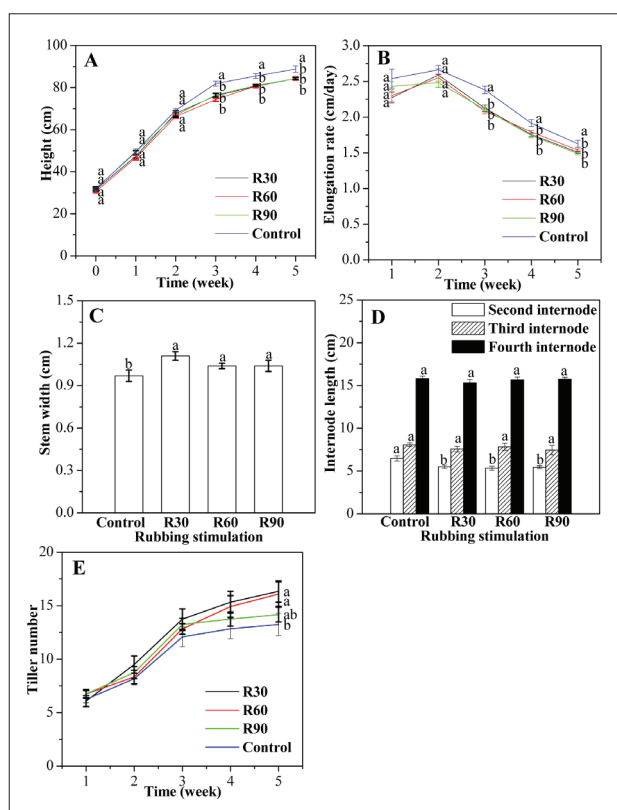 A
Height (cm)
100
80
60
40
20
0
a
a
a
a
a
a
a
a
a
a
a
a
a
b
b
b
a
b
b
b
a
b
b
b
R30
R60
R90
Control
0 1 2 3 4 5
Time (week)
B
Elongation rate (cm/day)
3.0
2.5
2.0
1.5
1.0
0.5
0.0
a
a
a
a
a
a
a
a
a
b
b
b
a
b
b
b
a
b
b
b
R30
R60
R90
Control
1 2 3 4 5
Time (week)
C
Stem width (cm)
1.5
1.2
0.9
0.6
0.3
0.0
b a a a
Control R30 R60 R90
Rubbing stimulation
D
Internode length (cm)
25
20
15
10
5
0
Second internode
Third internode
Fourth internode
a a a b a a b a a b a a
Control R30 R60 R90
Rubbing stimulation
E
Tiller number
20
15
10
5
0
a
a
ab
b
R30
R60
R90
Control
1 2 3 4 5
Time (week)